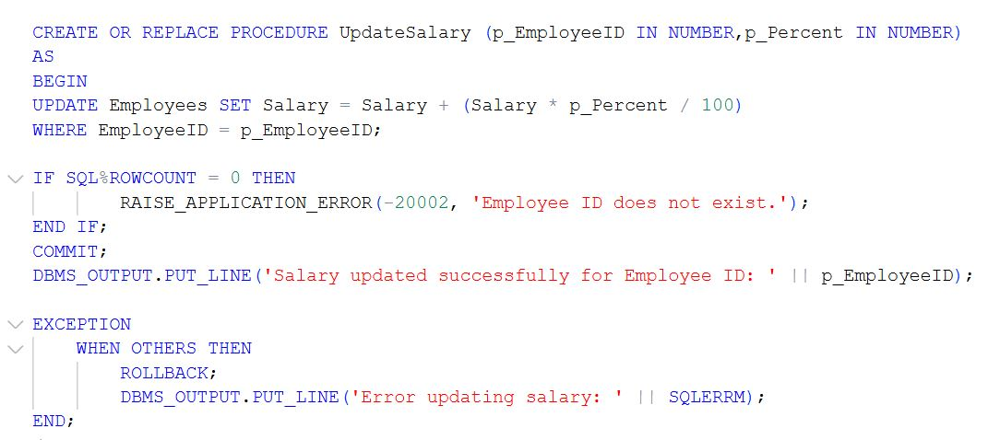 CREATE OR REPLACE PROCEDURE UpdateSalary (p_EmployeeID IN NUMBER,p_Percent IN NUMBER)
AS
BEGIN
UPDATE Employees SET Salary = Salary + (Salary * p_Percent / 100)
WHERE EmployeeID = p_EmployeeID;
IF SQL%ROWCOUNT = 0 THEN
RAISE_APPLICATION_ERROR(-20002, 'Employee ID does not exist.');
END IF;
COMMIT;
DBMS_OUTPUT.PUT_LINE('Salary updated successfully for Employee ID: ' || p_EmployeeID);
EXCEPTION
WHEN OTHERS THEN
ROLLBACK;
DBMS_OUTPUT.PUT_LINE('Error updating salary: ' || SQLERRM);
END;